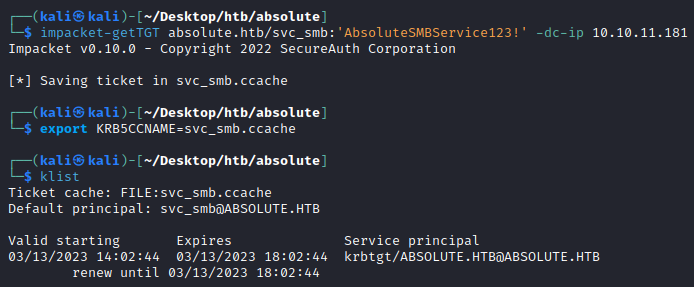 ┌──(kali㉿kali)-[~/Desktop/htb/absolute]
└─$ impacket-getTGT absolute.htb/svc_smb:'AbsoluteSMBService123!' -dc-ip 10.10.11.181
Impacket v0.10.0 - Copyright 2022 SecureAuth Corporation
[*] Saving ticket in svc_smb.ccache
┌──(kali㉿kali)-[~/Desktop/htb/absolute]
└─$ export KRB5CCNAME=svc_smb.ccache
┌──(kali㉿kali)-[~/Desktop/htb/absolute]
└─$ klist
Ticket cache: FILE:svc_smb.ccache
Default principal: svc_smb@ABSOLUTE.HTB
Valid starting       Expires              Service principal
03/13/2023 14:02:44  03/13/2023 18:02:44  krbtgt/ABSOLUTE.HTB@ABSOLUTE.HTB
        renew until 03/13/2023 18:02:44